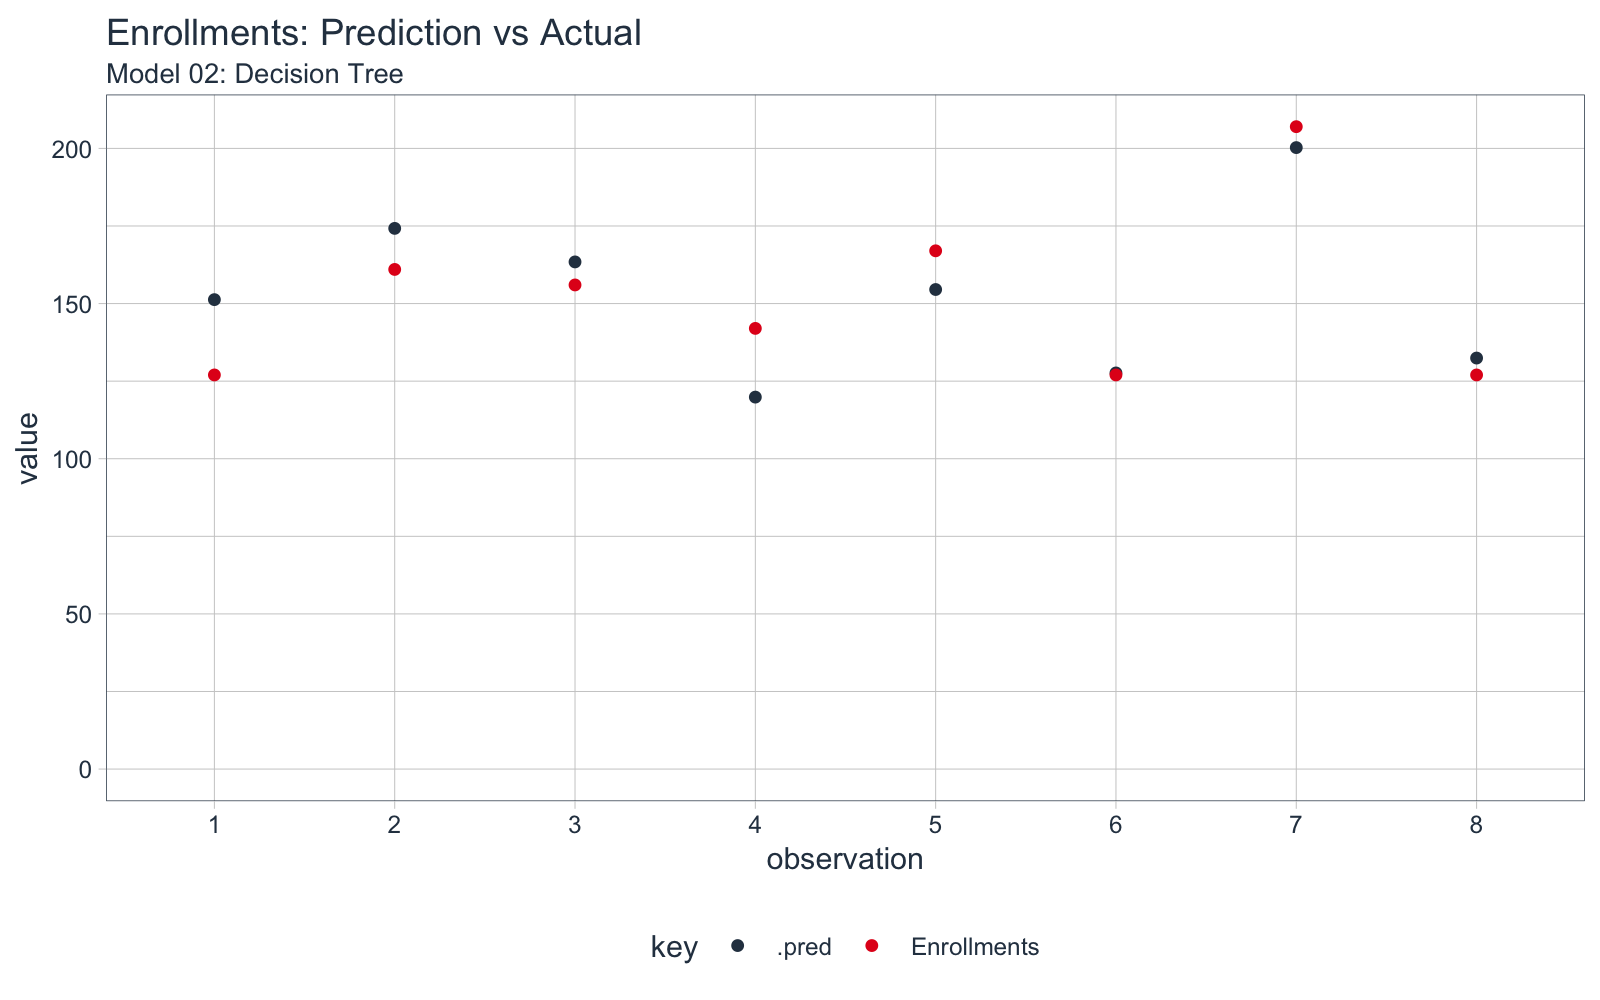 Enrollments: Prediction vs Actual
Model 02: Decision Tree
200
150
100
50
0
value
1 2 3 4 5 6 7 8
observation
key .pred Enrollments